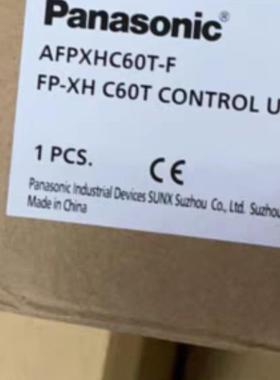 Panasonic®
AFPXHC60T-F
FP-XH C60T CONTROL U
1 PCS. CE
Panasonic Industrial Devices SUNX Suzhou Co., Ltd. Suzhou
Made in China